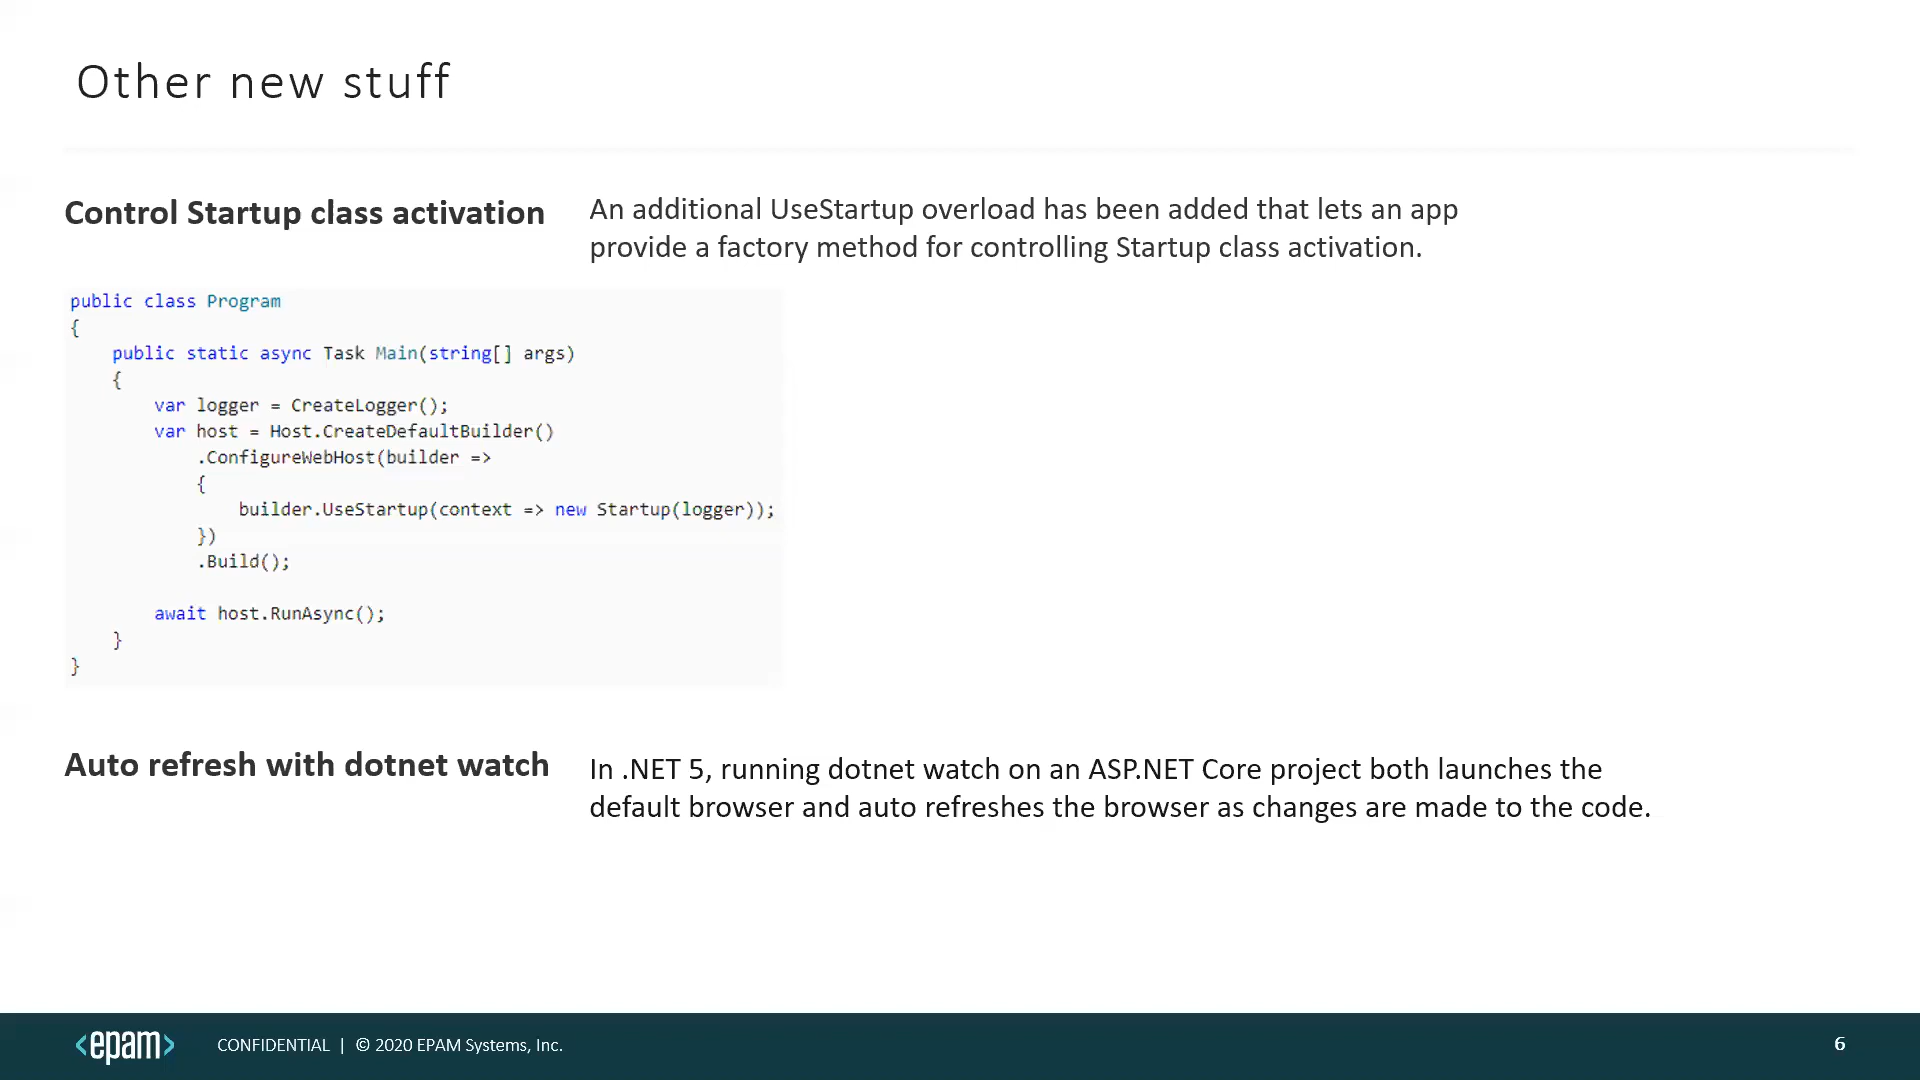 Other new stuff
Control Startup class activation
An additional UseStartup overload has been added that lets an app
provide a factory method for controlling Startup class activation.
public class Program
{
    public static async Task Main(string[] args)
    {
        var logger = CreateLogger();
        var host = Host.CreateDefaultBuilder()
            .ConfigureWebHost(builder =>
            {
                builder.UseStartup(context => new Startup(logger));
            })
            .Build();
        await host.RunAsync();
    }
}
Auto refresh with dotnet watch
In .NET 5, running dotnet watch on an ASP.NET Core project both launches the
default browser and auto refreshes the browser as changes are made to the code.
<epam> CONFIDENTIAL | © 2020 EPAM Systems, Inc. 6